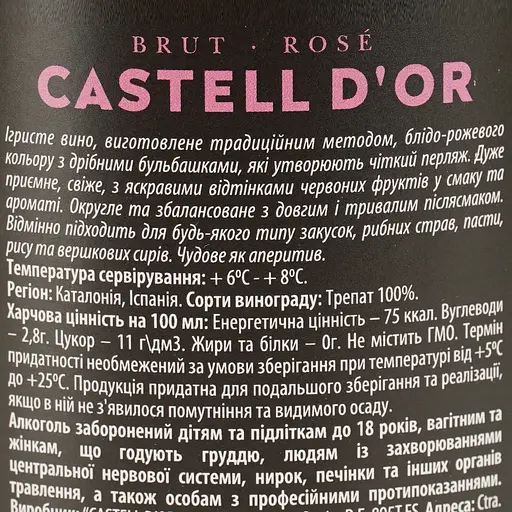 BRUT · ROSÉ
CASTELL D'OR
Ігристе вино, виготовлене традиційним методом, блідо-рожевого
кольору з дрібними бульбашками, які утворюють чіткий перляж. Дуже
приємне, свіже, з яскравими відтінками червоних фруктів у смаку та
ароматі. Округле та збалансоване з довгим і тривалим післясмаком.
Відмінно підходить для будь-якого типу закусок, рибних страв, пасти,
рису та вершкових сирів. Чудове як аперитив.
Температура сервірування: + 6ºС - + 8ºС.
Регіон: Каталонія, Іспанія. Сорти винограду: Трепат 100%.
Харчова цінність на 100 мл: Енергетична цінність – 75 ккал. Вуглеводи
– 2,8г. Цукор – 11 г\дм3. Жири та білки – 0г. Не містить ГМО. Термін
придатності необмежений за умови зберігання при температурі від +5ºС
до +25ºС. Продукція придатна для подальшого зберігання та реалізації,
якщо в ній не з'явилося помутніння та видимого осаду.
Алкоголь заборонений дітям та підліткам до 18 років, вагітним та
жінкам, що годують груддю, людям із захворюваннями
центральної нервової системи, нирок, печінки та інших органів
травлення, а також особам з професійними протипоказаннями.
Виробник: Адреса: Ctra.